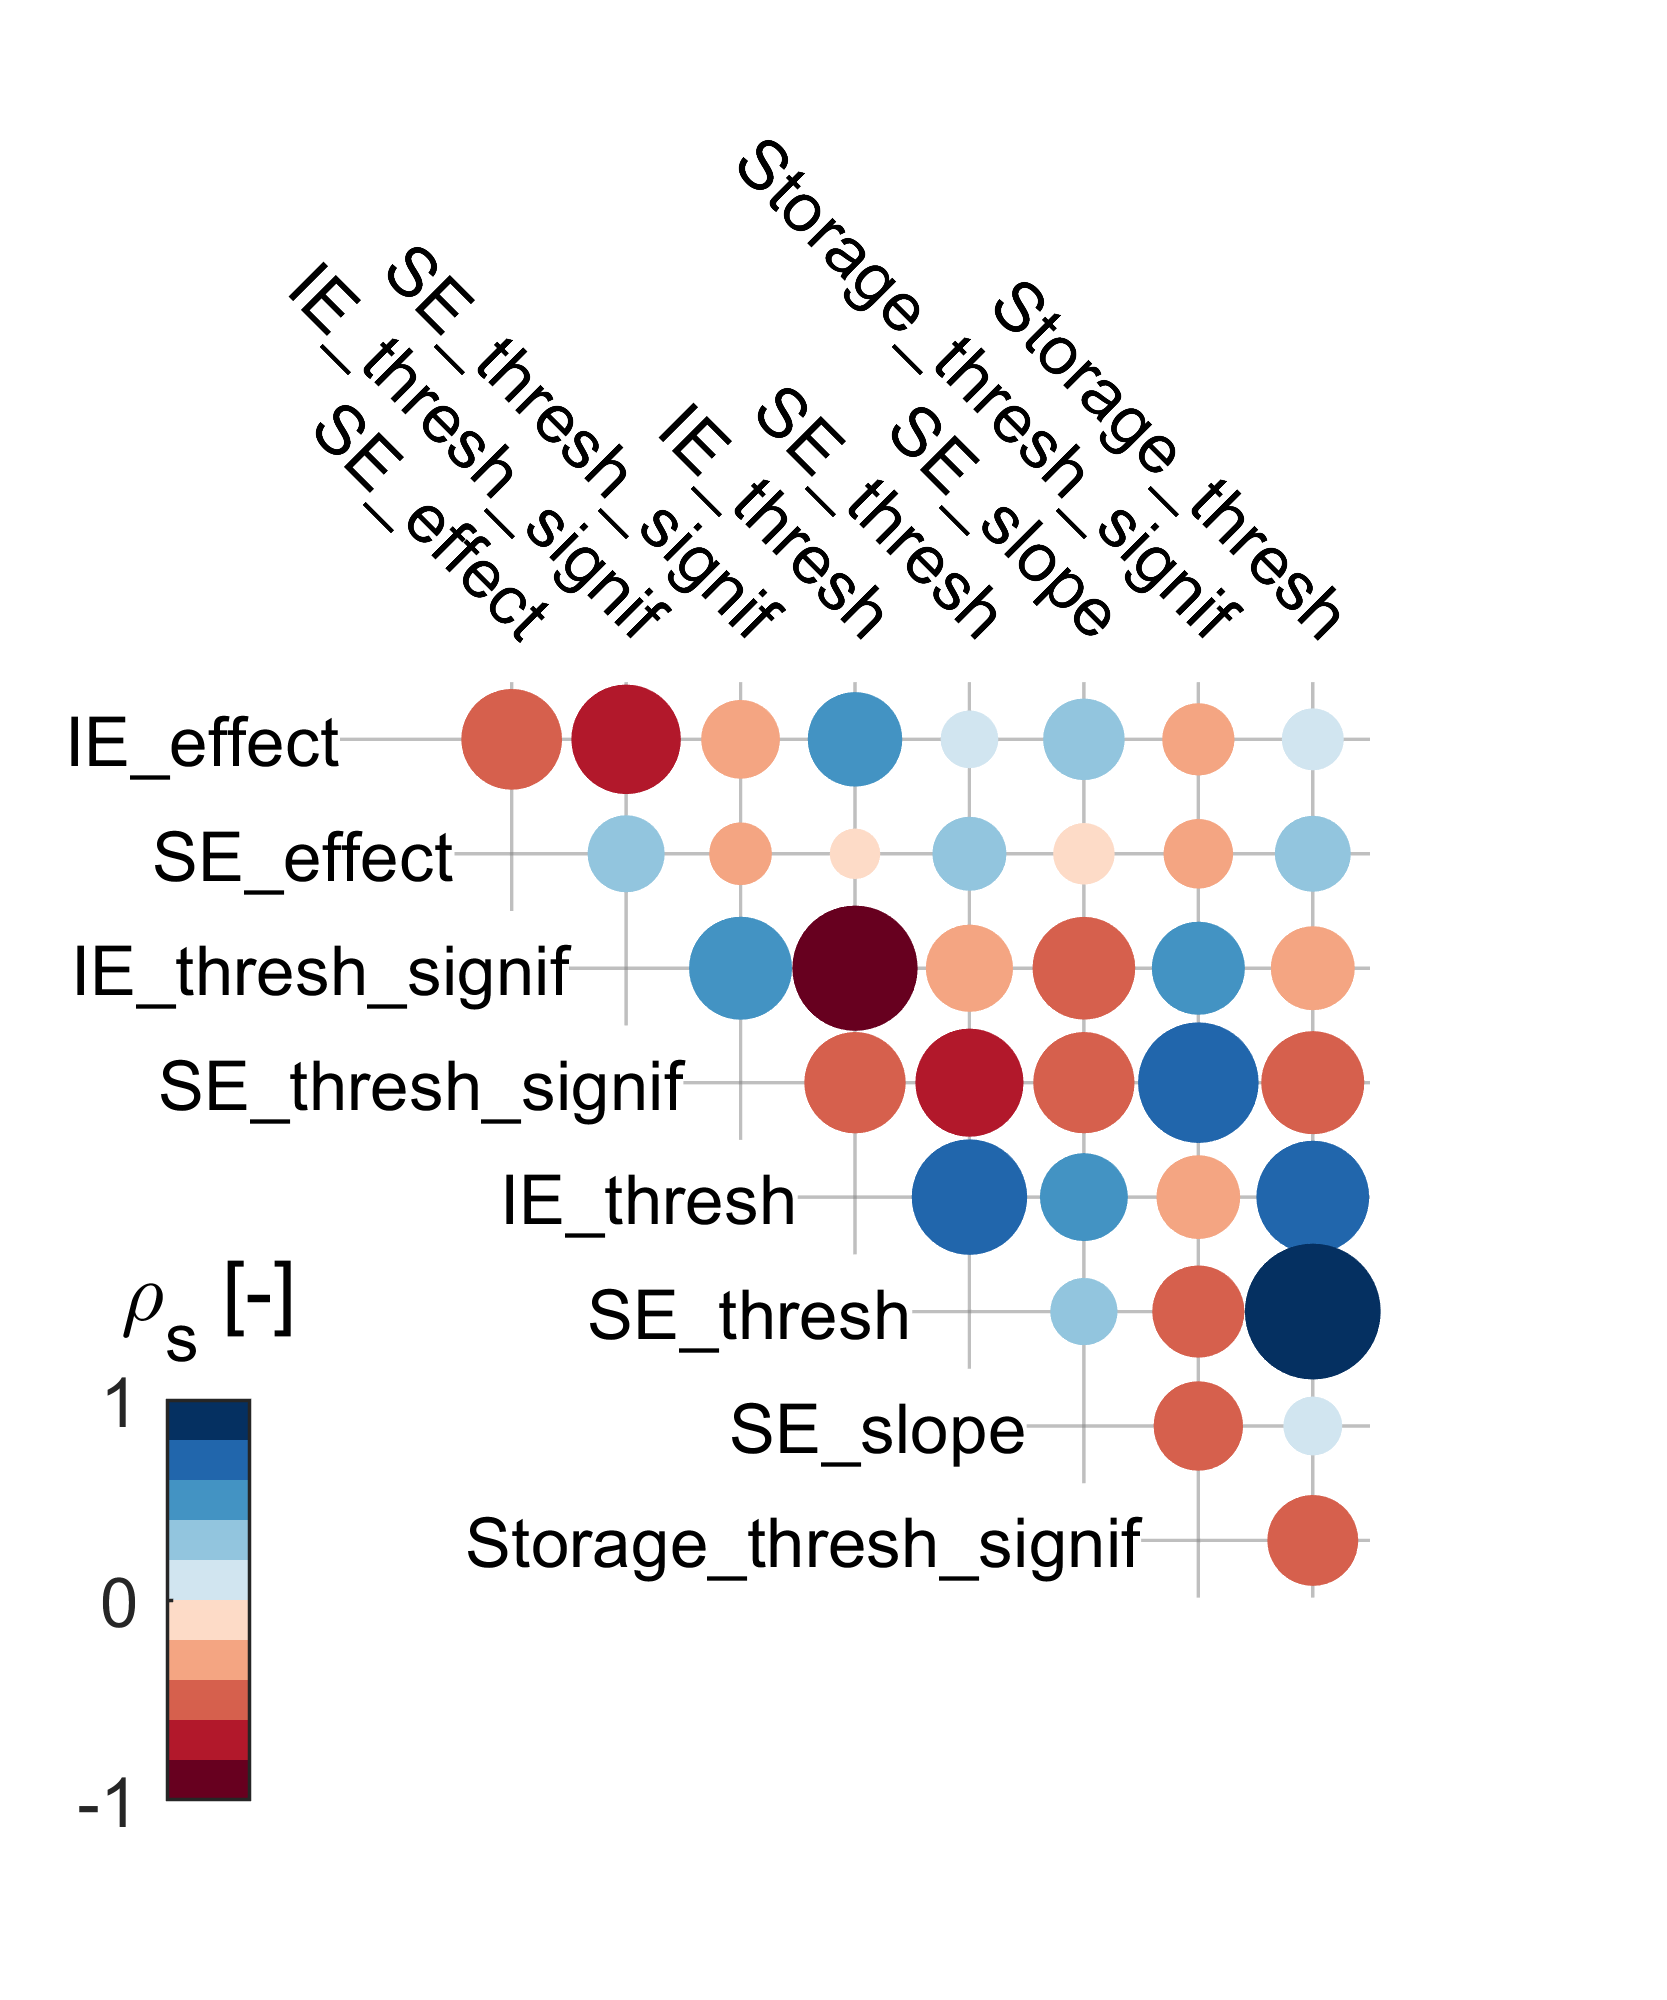 SE_effect
IE_thresh_signif
SE_thresh_signif
IE_thresh
SE_thresh
SE_slope
Storage_thresh_signif
Storage_thresh
IE_effect
SE_effect
IE_thresh_signif
SE_thresh_signif
IE_thresh
SE_thresh
SE_slope
Storage_thresh_signif
ρs [-]
1
0
-1